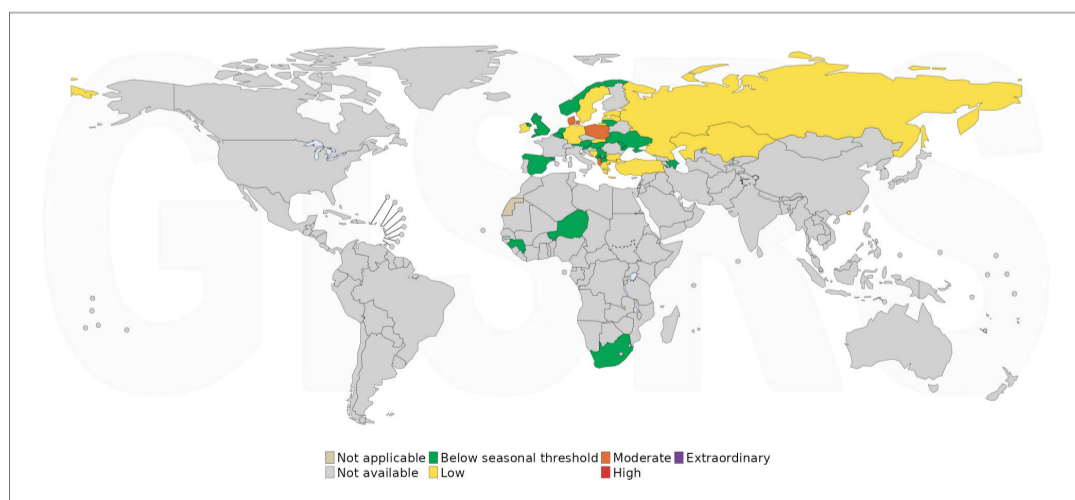 GISRS
Not applicable Below seasonal threshold Moderate Extraordinary
Not available Low High